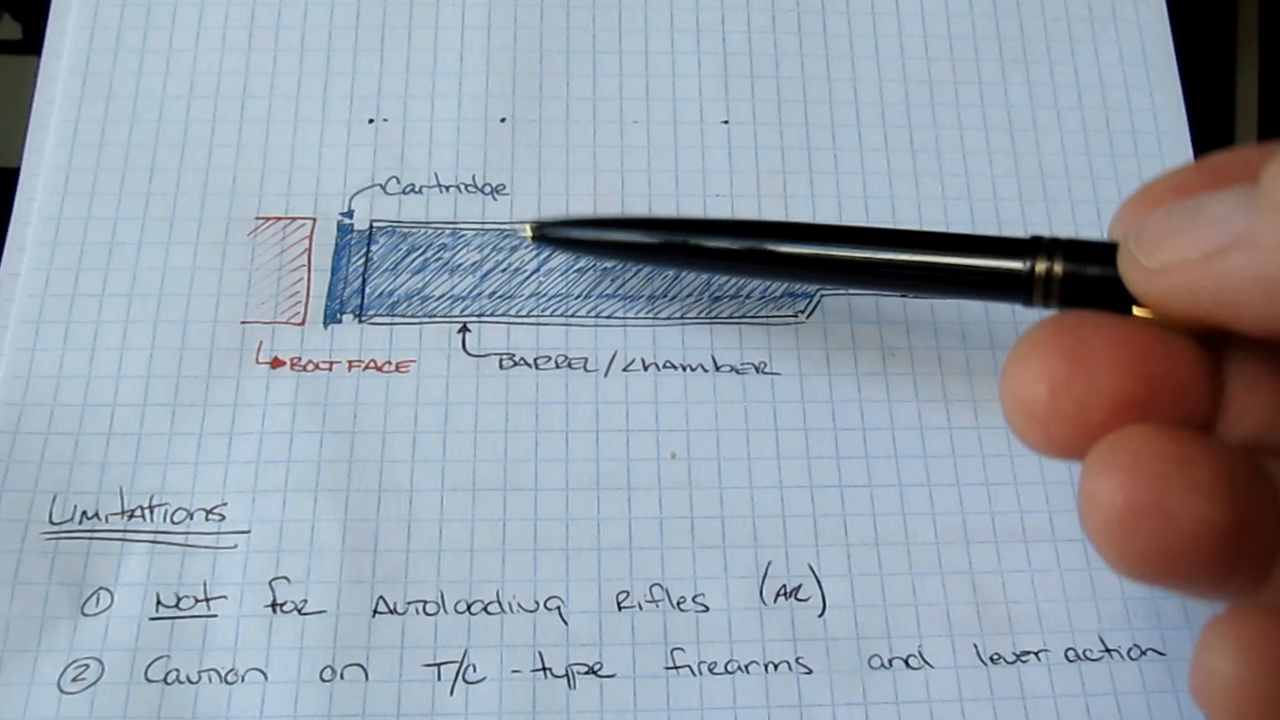 Cartridge
BOLT FACE
BARREL/CHAMBER
Limitations
① Not for Autoloading Rifles (AR)
② Caution on T/C-type firearms and lever action